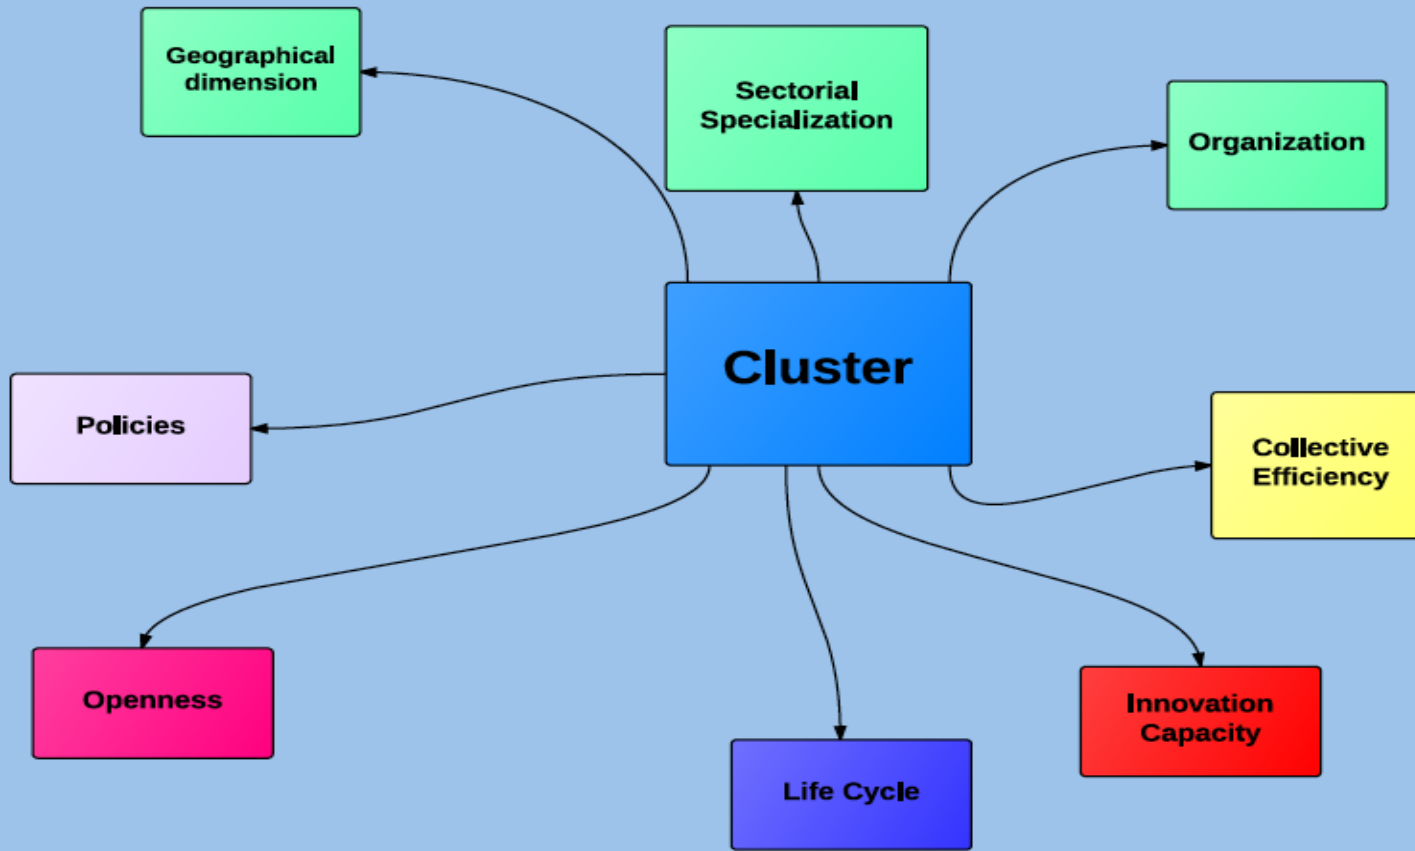 Geographical
dimension
Sectorial
Specialization
Organization
Cluster
Policies
Collective
Efficiency
Openness
Innovation
Capacity
Life Cycle